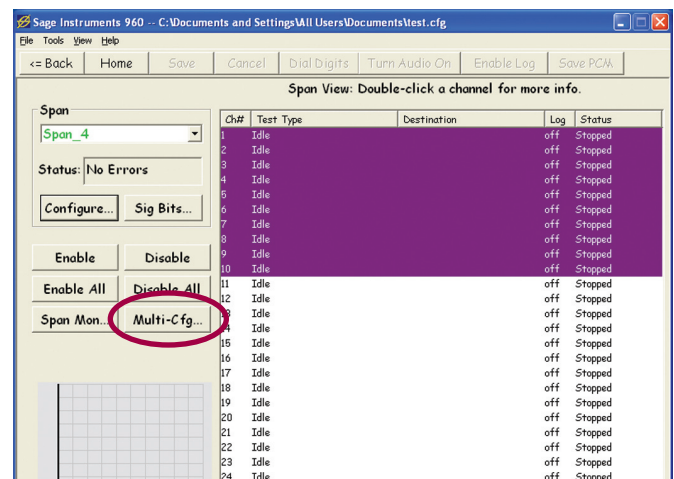 Sage Instruments 960 -- C:\Documents and Settings\All Users\Documents\test.cfg
File Tools View Help
<= Back Home Save Cancel Dial Digits Turn Audio On Enable Log Save PCM
Span View: Double-click a channel for more info.
Span
Span_4
Status: No Errors
Configure... Sig Bits...
Enable Disable
Enable All Disable All
Span Mon... Multi-Cfg...
Ch# Test Type Destination Log Status
1 Idle off Stopped
2 Idle off Stopped
3 Idle off Stopped
4 Idle off Stopped
5 Idle off Stopped
6 Idle off Stopped
7 Idle off Stopped
8 Idle off Stopped
9 Idle off Stopped
10 Idle off Stopped
11 Idle off Stopped
12 Idle off Stopped
13 Idle off Stopped
14 Idle off Stopped
15 Idle off Stopped
16 Idle off Stopped
17 Idle off Stopped
18 Idle off Stopped
19 Idle off Stopped
20 Idle off Stopped
21 Idle off Stopped
22 Idle off Stopped
23 Idle off Stopped
24 Idle off Stopped